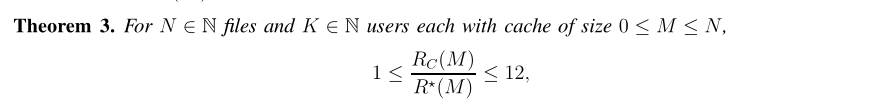 Theorem 3. For N ∈ ℕ files and K ∈ ℕ users each with cache of size 0 ≤ M ≤ N,
1 ≤ R_C(M) / R⋆(M) ≤ 12,